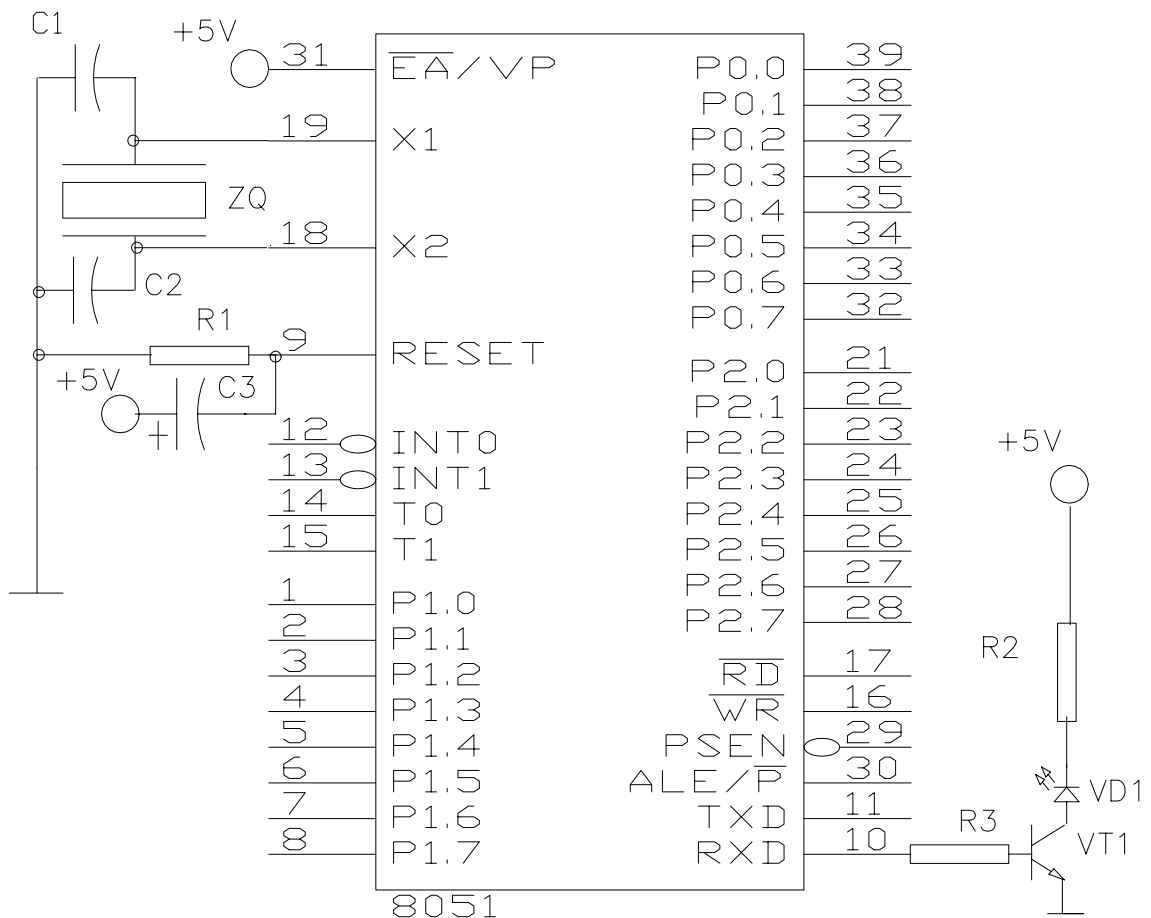 C1
+5V
31
EA/VP
P0.0
39
P0.1
38
19
X1
P0.2
37
P0.3
36
ZQ
P0.4
35
18
X2
P0.5
34
C2
P0.6
33
R1
P0.7
32
9
RESET
+5V
C3
+
P2.0
21
P2.1
22
12
INT0
P2.2
23
13
INT1
P2.3
24
14
T0
P2.4
25
15
T1
P2.5
26
P2.6
27
1
P1.0
P2.7
28
2
P1.1
3
P1.2
RD
17
4
P1.3
WR
16
5
P1.4
PSEN
29
6
P1.5
ALE/P
30
7
P1.6
TXD
11
8
P1.7
RXD
10
8051
+5V
R2
VD1
R3
VT1